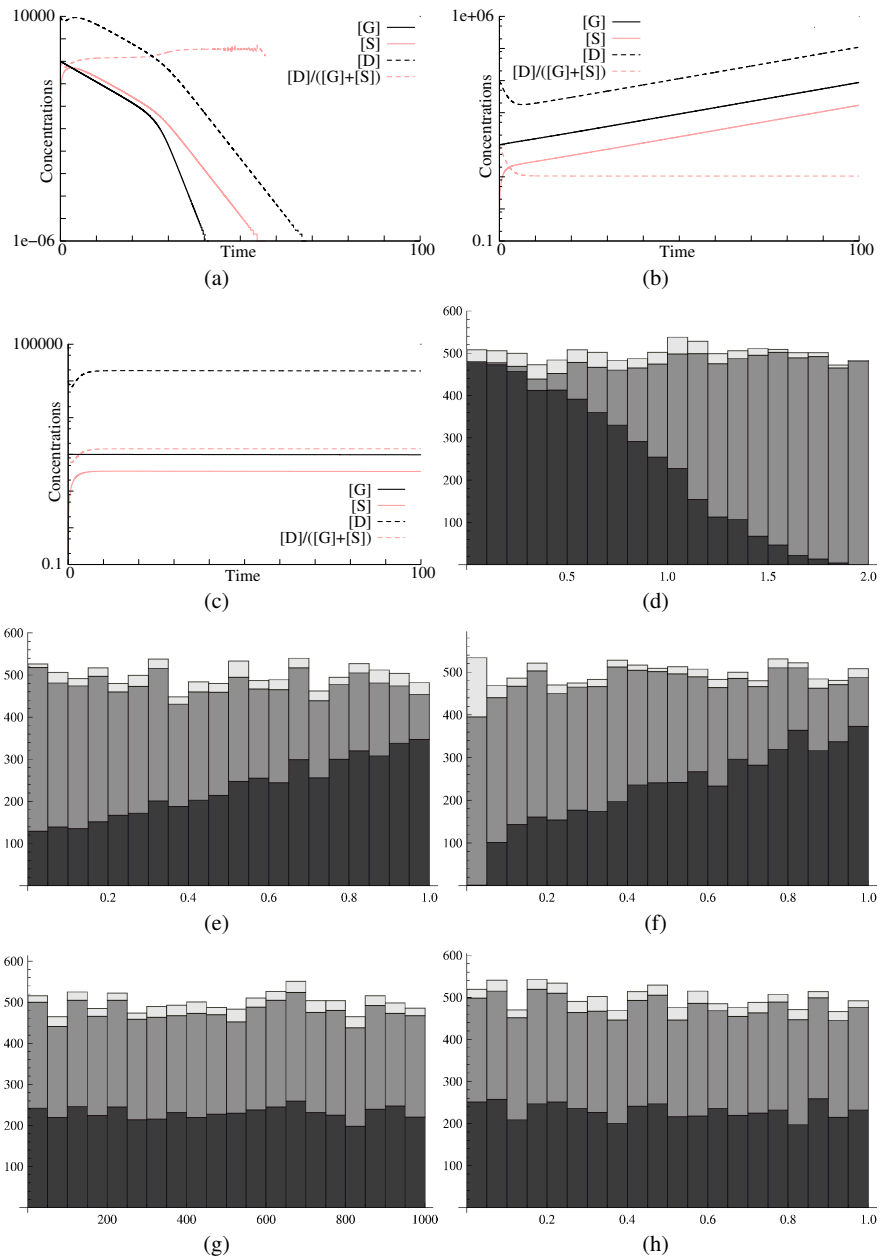 10000
[G]
[S]
[D]
[D]/([G]+[S])
Concentrations
1e−06
0
Time
100
(a)
1e+06
[G]
[S]
[D]
[D]/([G]+[S])
Concentrations
0.1
0
Time
100
(b)
100000
Concentrations
[G]
[S]
[D]
[D]/([G]+[S])
0.1
0
Time
100
(c)
600
500
400
300
200
100
0.5
1.0
1.5
2.0
(d)
600
500
400
300
200
100
0.2
0.4
0.6
0.8
1.0
(e)
500
400
300
200
100
0.2
0.4
0.6
0.8
1.0
(f)
600
500
400
300
200
100
200
400
600
800
1000
(g)
600
500
400
300
200
100
0.2
0.4
0.6
0.8
1.0
(h)